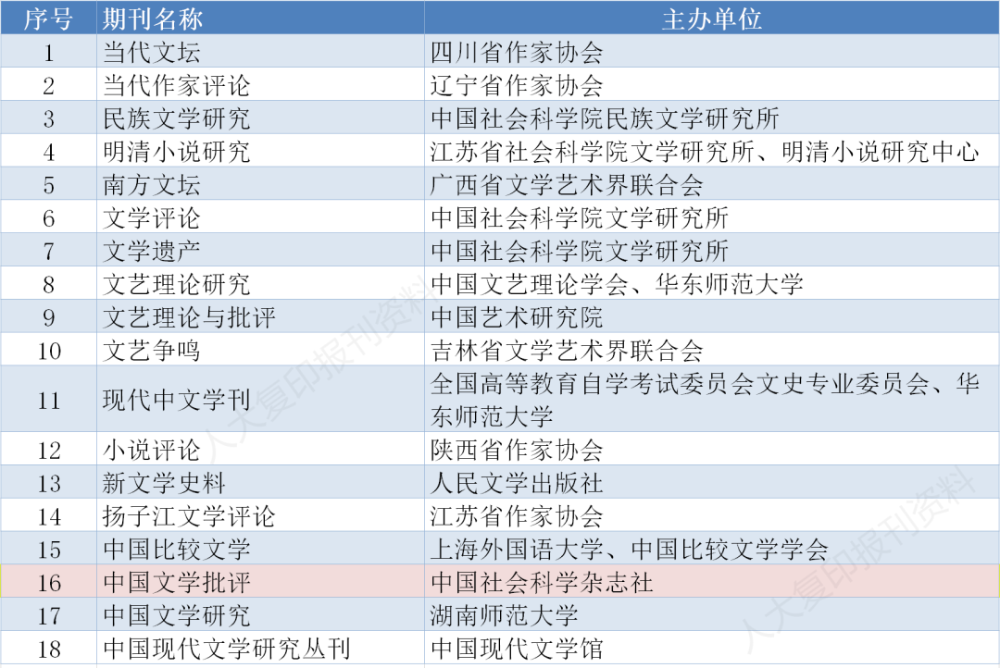 序号 期刊名称 主办单位
1 当代文坛 四川省作家协会
2 当代作家评论 辽宁省作家协会
3 民族文学研究 中国社会科学院民族文学研究所
4 明清小说研究 江苏省社会科学院文学研究所、明清小说研究中心
5 南方文坛 广西省文学艺术界联合会
6 文学评论 中国社会科学院文学研究所
7 文学遗产 中国社会科学院文学研究所
8 文艺理论研究 中国文艺理论学会、华东师范大学
9 文艺理论与批评 中国艺术研究院
10 文艺争鸣 吉林省文学艺术界联合会
11 现代中文学刊 全国高等教育自学考试委员会文史专业委员会、华
东师范大学
12 小说评论 陕西省作家协会
13 新文学史料 人民文学出版社
14 扬子江文学评论 江苏省作家协会
15 中国比较文学 上海外国语大学、中国比较文学学会
16 中国文学批评 中国社会科学杂志社
17 中国文学研究 湖南师范大学
18 中国现代文学研究丛刊 中国现代文学馆
人大复印报刊资料
人大复印报刊资料